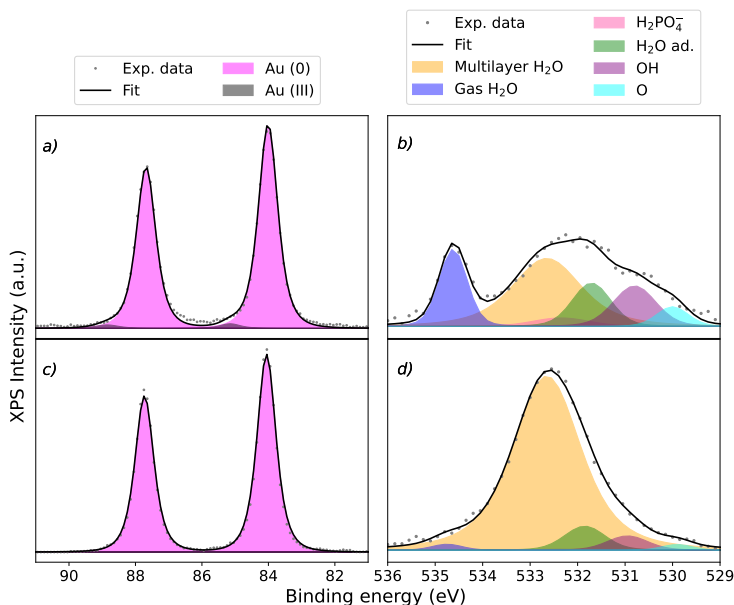 Exp. data
Fit
Au (0)
Au (III)
Exp. data
Fit
Multilayer H₂O
Gas H₂O
H₂PO₄⁻
H₂O ad.
OH
O
a)
b)
c)
d)
XPS Intensity (a.u.)
90 88 86 84 82
536 535 534 533 532 531 530 529
Binding energy (eV)